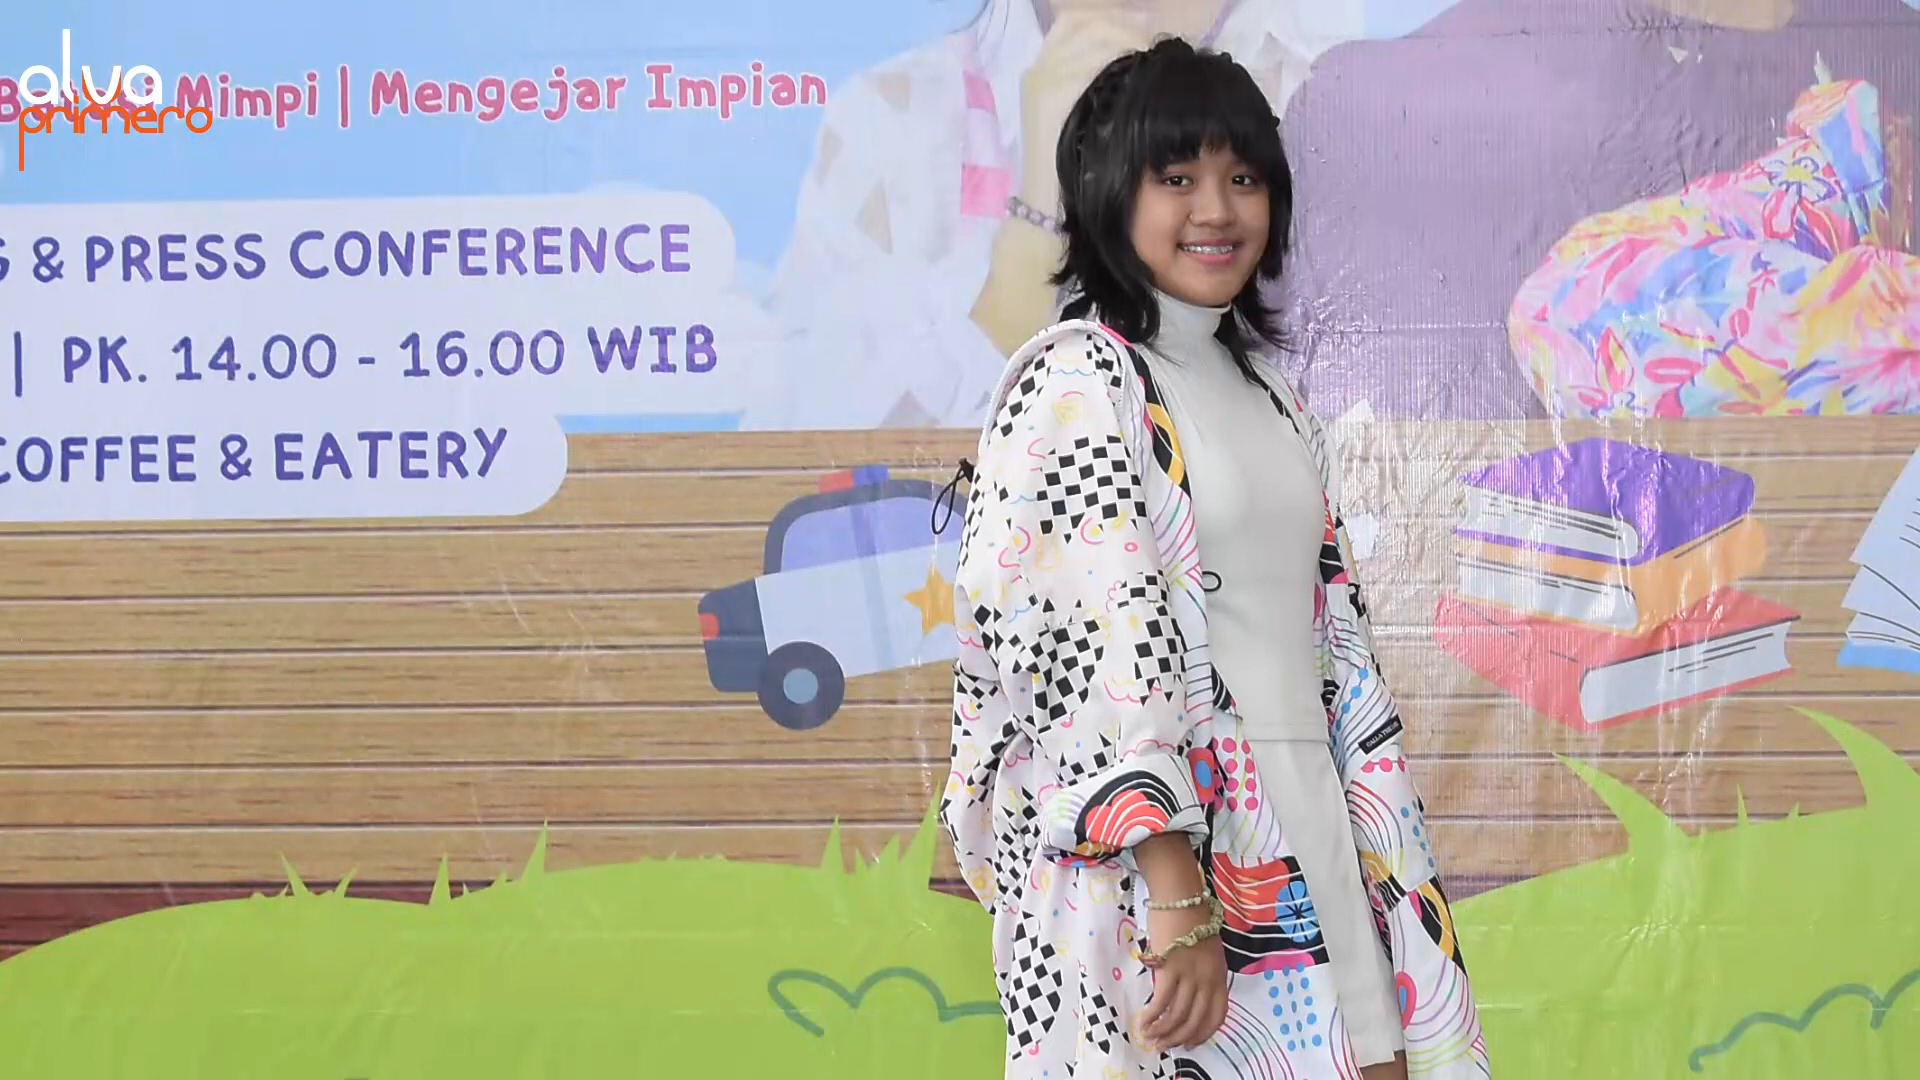 alva
primero
Mimpi | Mengejar Impian
& PRESS CONFERENCE
| PK. 14.00 - 16.00 WIB
COFFEE & EATERY